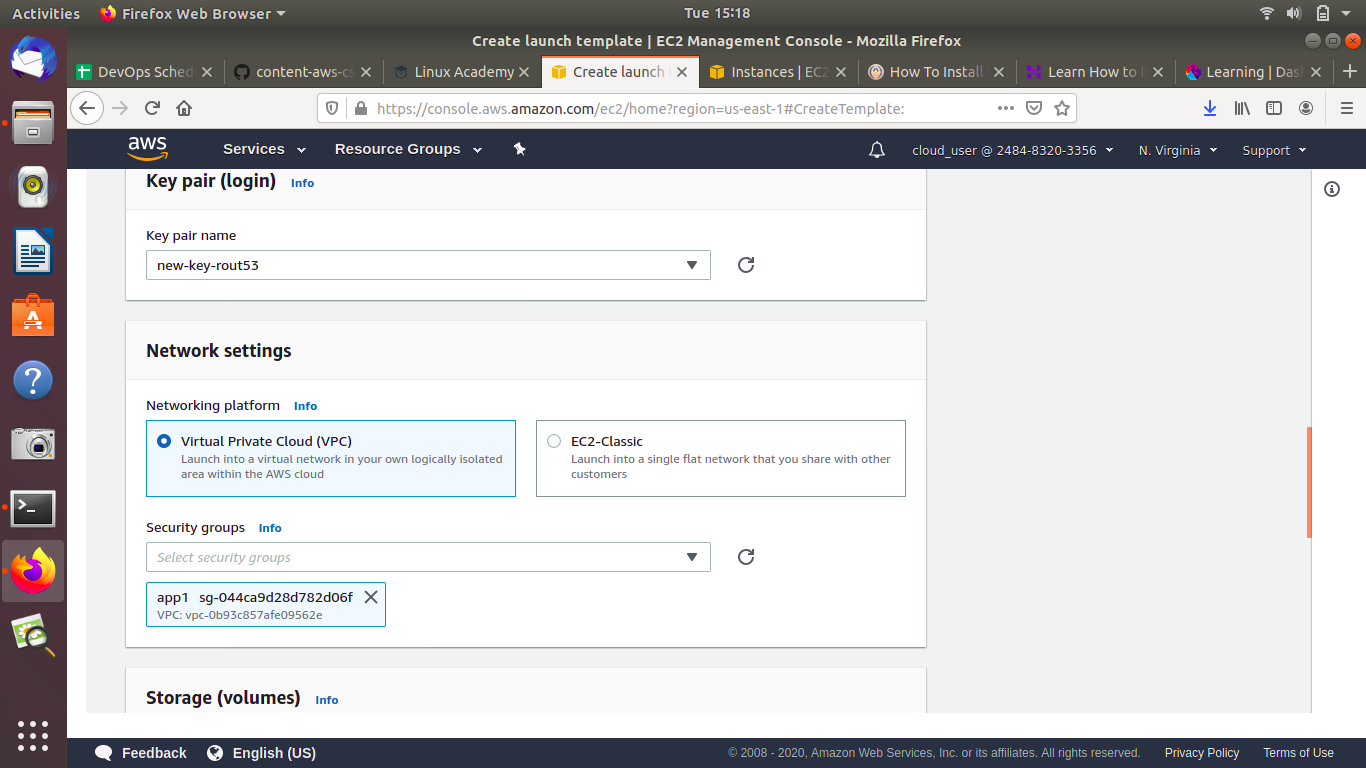 Activities
Firefox Web Browser
Tue 15:18
Create launch template | EC2 Management Console - Mozilla Firefox
DevOps Sched
content-aws-cs
Linux Academy
Create launch
Instances | EC2
How To Install
Learn How to
Learning | Das
https://console.aws.amazon.com/ec2/home?region=us-east-1#CreateTemplate:
aws
Services
Resource Groups
cloud_user @ 2484-8320-3356
N. Virginia
Support
Key pair (login) Info
Key pair name
new-key-rout53
Network settings
Networking platform Info
Virtual Private Cloud (VPC)
Launch into a virtual network in your own logically isolated
area within the AWS cloud
EC2-Classic
Launch into a single flat network that you share with other
customers
Security groups Info
Select security groups
app1 sg-044ca9d28d782d06f
VPC: vpc-0b93c857afe09562e
Storage (volumes) Info
Feedback
English (US)
© 2008 - 2020, Amazon Web Services, Inc. or its affiliates. All rights reserved.
Privacy Policy
Terms of Use